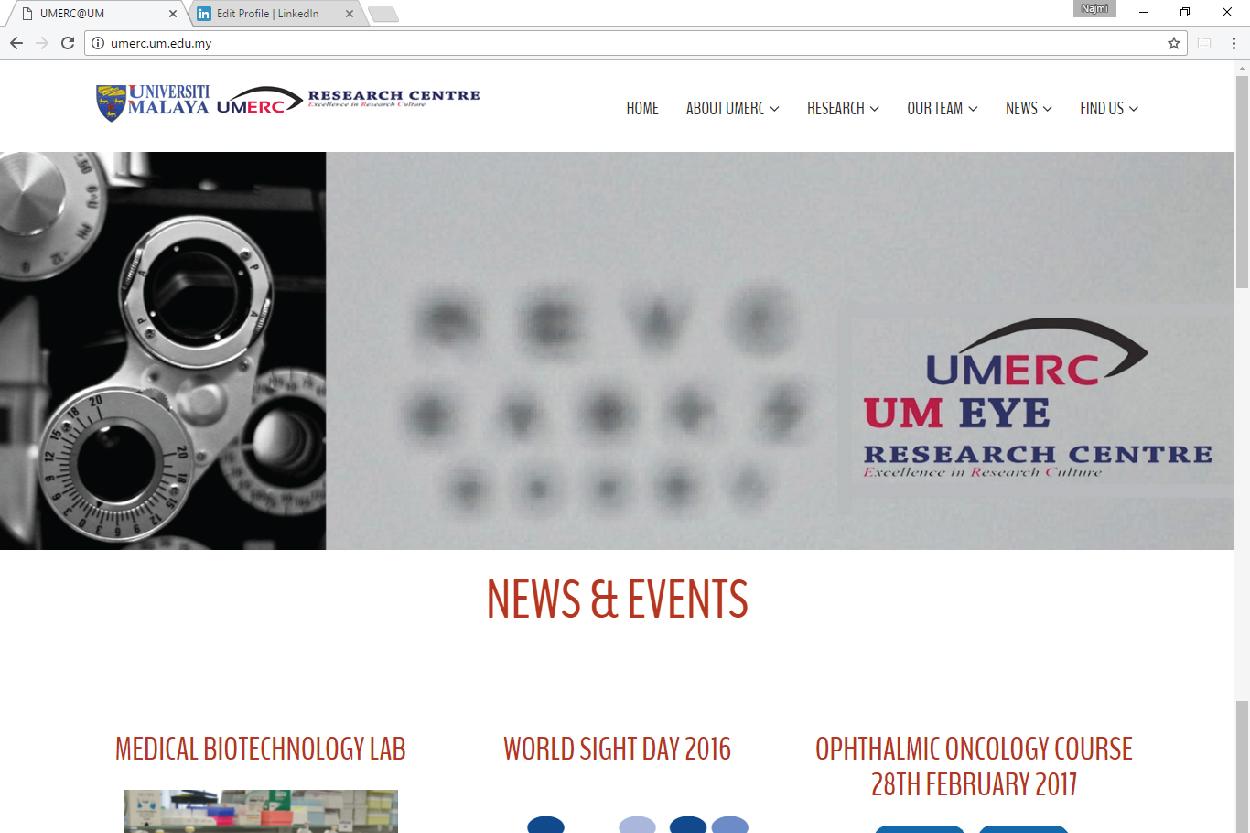 UMERC@UM
Edit Profile | LinkedIn
Najmi
umerc.um.edu.my
UNIVERSITI
MALAYA
UMERC
RESEARCH CENTRE
Excellence in Research Culture
HOME
ABOUT UMERC
RESEARCH
OUR TEAM
NEWS
FIND US
UMERC
UM EYE
RESEARCH CENTRE
Excellence in Research Culture
NEWS & EVENTS
MEDICAL BIOTECHNOLOGY LAB
WORLD SIGHT DAY 2016
OPHTHALMIC ONCOLOGY COURSE
28TH FEBRUARY 2017